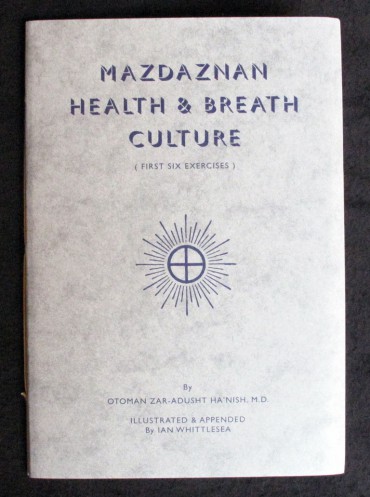 MAZDAZNAN
HEALTH & BREATH
CULTURE
( FIRST SIX EXERCISES )
By
OTOMAN ZAR-ADUSHT HA'NISH, M.D.
ILLUSTRATED & APPENDED
By IAN WHITTLESEA